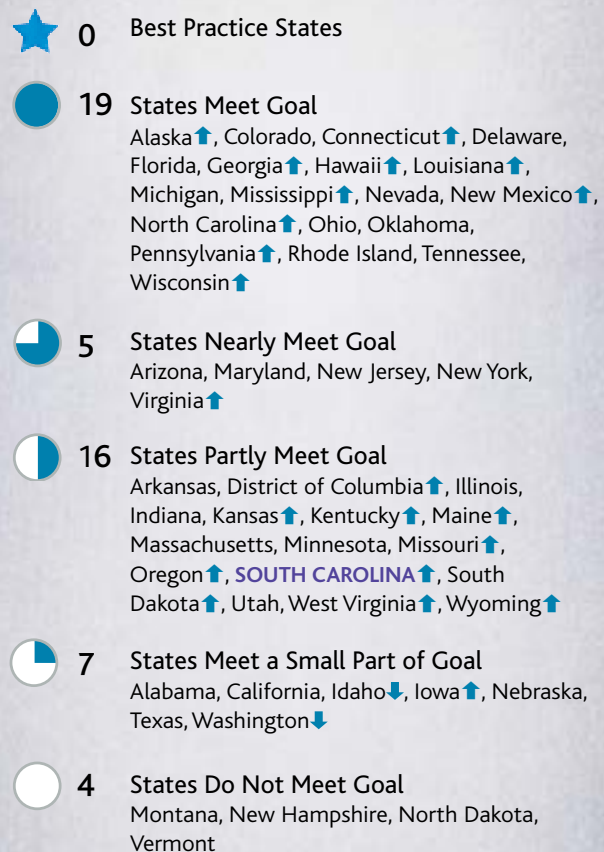 0 Best Practice States
19 States Meet Goal
Alaska⬆, Colorado, Connecticut⬆, Delaware,
Florida, Georgia⬆, Hawaii⬆, Louisiana⬆,
Michigan, Mississippi⬆, Nevada, New Mexico⬆,
North Carolina⬆, Ohio, Oklahoma,
Pennsylvania⬆, Rhode Island, Tennessee,
Wisconsin⬆
5 States Nearly Meet Goal
Arizona, Maryland, New Jersey, New York,
Virginia⬆
16 States Partly Meet Goal
Arkansas, District of Columbia⬆, Illinois,
Indiana, Kansas⬆, Kentucky⬆, Maine⬆,
Massachusetts, Minnesota, Missouri⬆,
Oregon⬆, SOUTH CAROLINA⬆, South
Dakota⬆, Utah, West Virginia⬆, Wyoming⬆
7 States Meet a Small Part of Goal
Alabama, California, Idaho⬇, Iowa⬆, Nebraska,
Texas, Washington⬇
4 States Do Not Meet Goal
Montana, New Hampshire, North Dakota,
Vermont